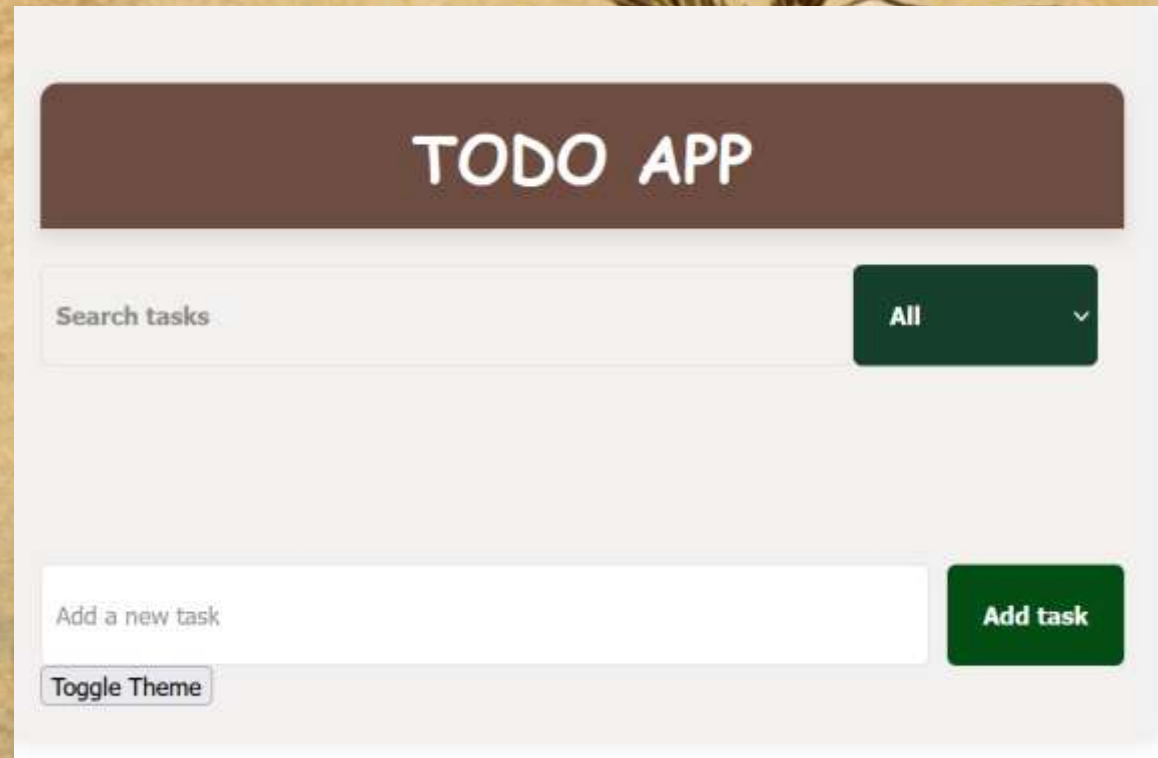 TODO APP
Search tasks
All
Add a new task
Add task
Toggle Theme